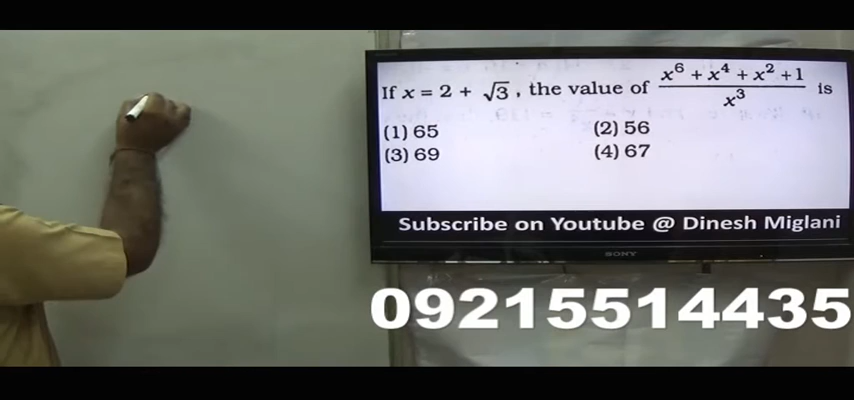 If x = 2 + √3, the value of (x⁶ + x⁴ + x² + 1)/x³ is
(1) 65 (2) 56
(3) 69 (4) 67
Subscribe on Youtube @ Dinesh Miglani
SONY
09215514435